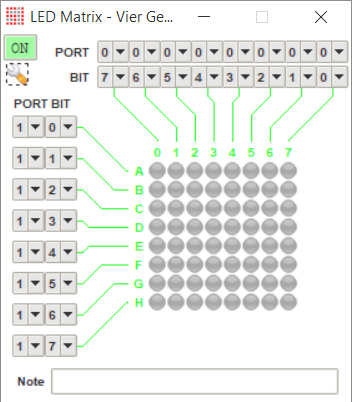 LED Matrix - Vier Ge...
ON
PORT 0 0 0 0 0 0 0 0
BIT 7 6 5 4 3 2 1 0
PORT BIT
0 1 2 3 4 5 6 7
1 0
A
1 1
B
1 2
C
1 3
D
1 4
E
1 5
F
1 6
G
1 7
H
Note